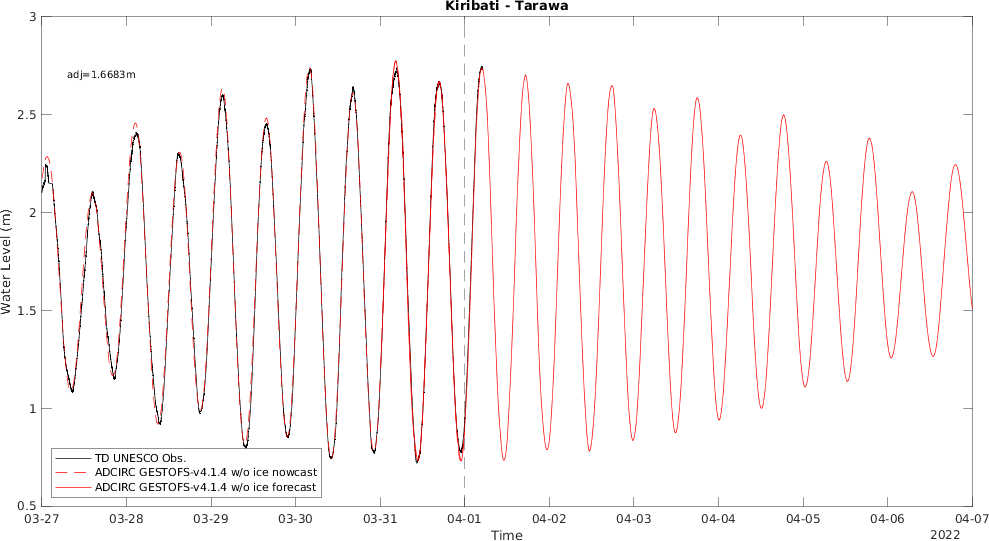 Kiribati - Tarawa
3
adj=1.6683m
2.5
2
Water Level (m)
1.5
1
0.5
TD UNESCO Obs.
ADCIRC GESTOFS-v4.1.4 w/o ice nowcast
ADCIRC GESTOFS-v4.1.4 w/o ice forecast
03-27 03-28 03-29 03-30 03-31 04-01 04-02 04-03 04-04 04-05 04-06 04-07
Time
2022